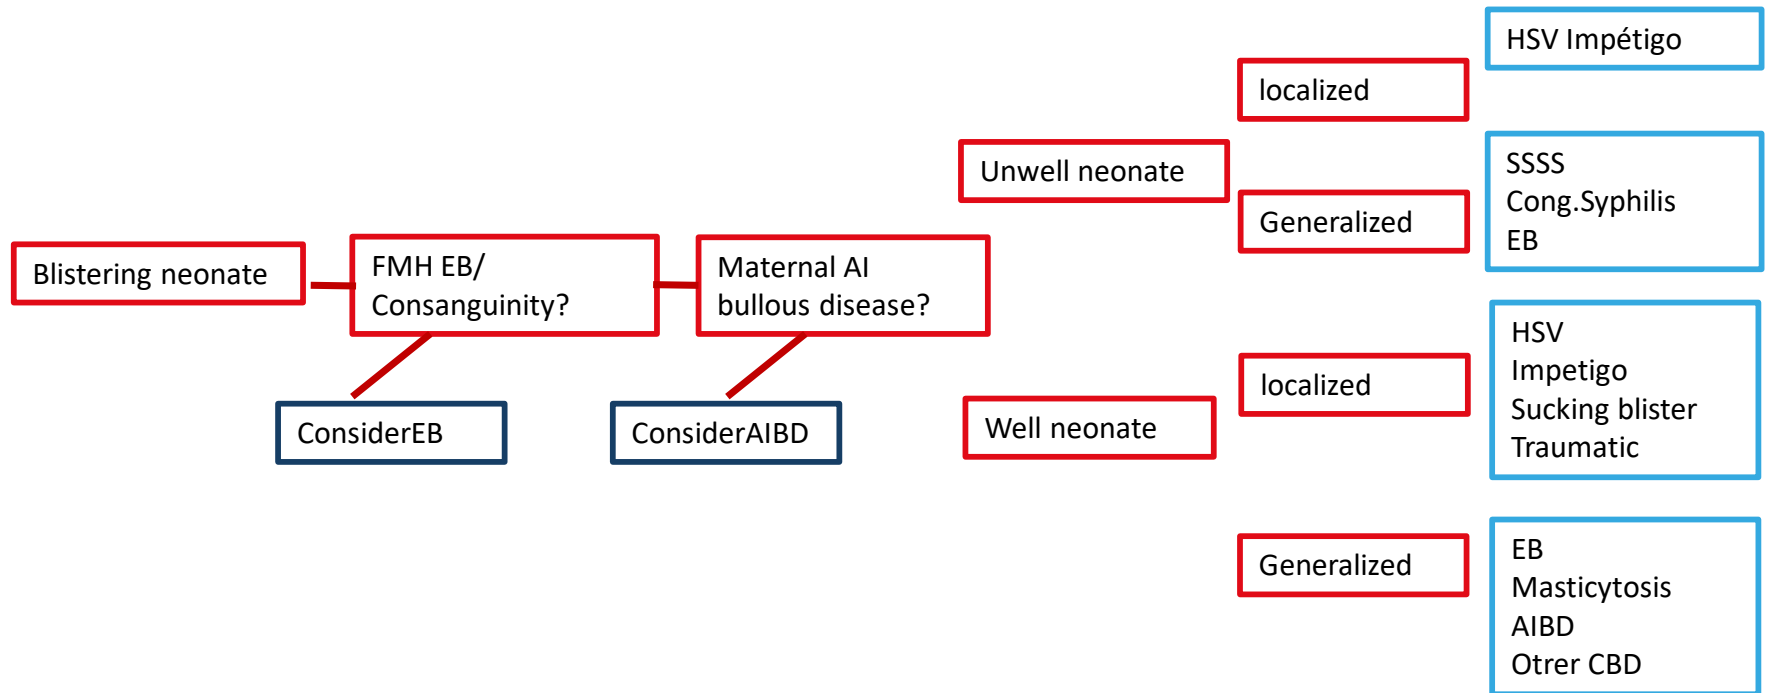 Blistering neonate
FMH EB/
Consanguinity?
ConsiderEB
Maternal AI
bullous disease?
ConsiderAIBD
Unwell neonate
localized
HSV Impétigo
Generalized
SSSS
Cong.Syphilis
EB
Well neonate
localized
HSV
Impetigo
Sucking blister
Traumatic
Generalized
EB
Masticytosis
AIBD
Otrer CBD